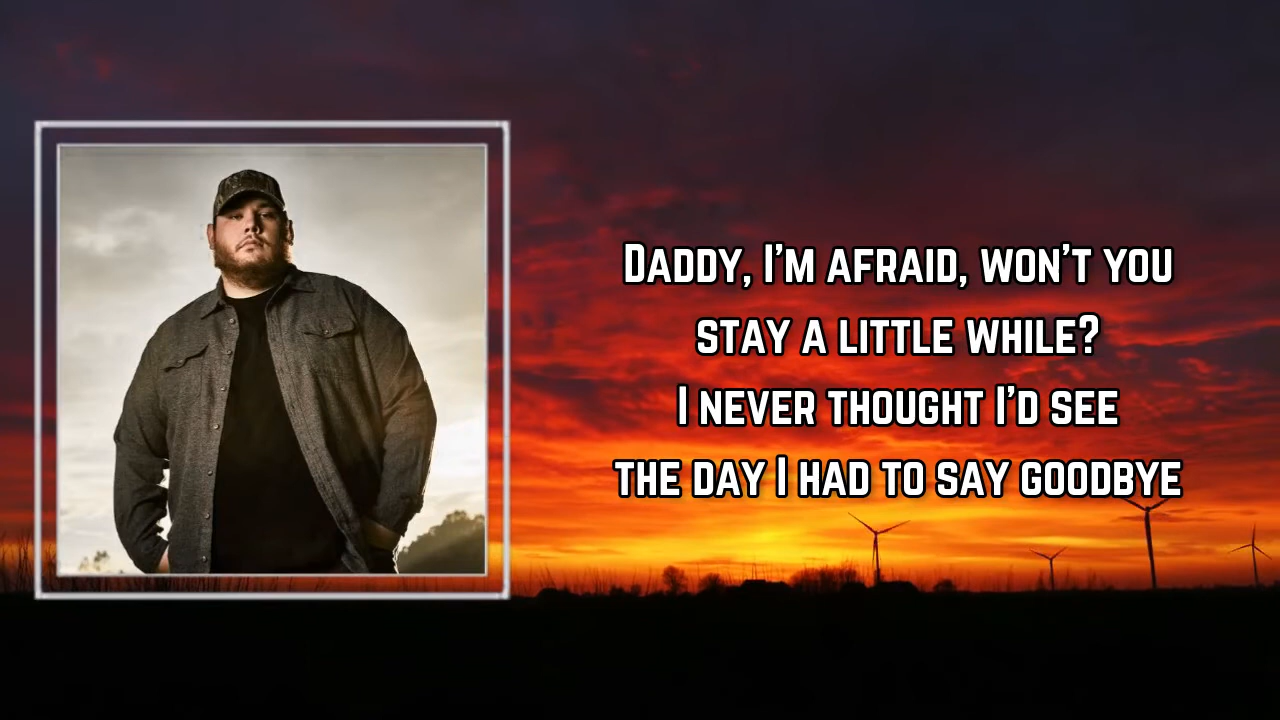 Daddy, I'm afraid, won't you
stay a little while?
I never thought I'd see
the day I had to say goodbye